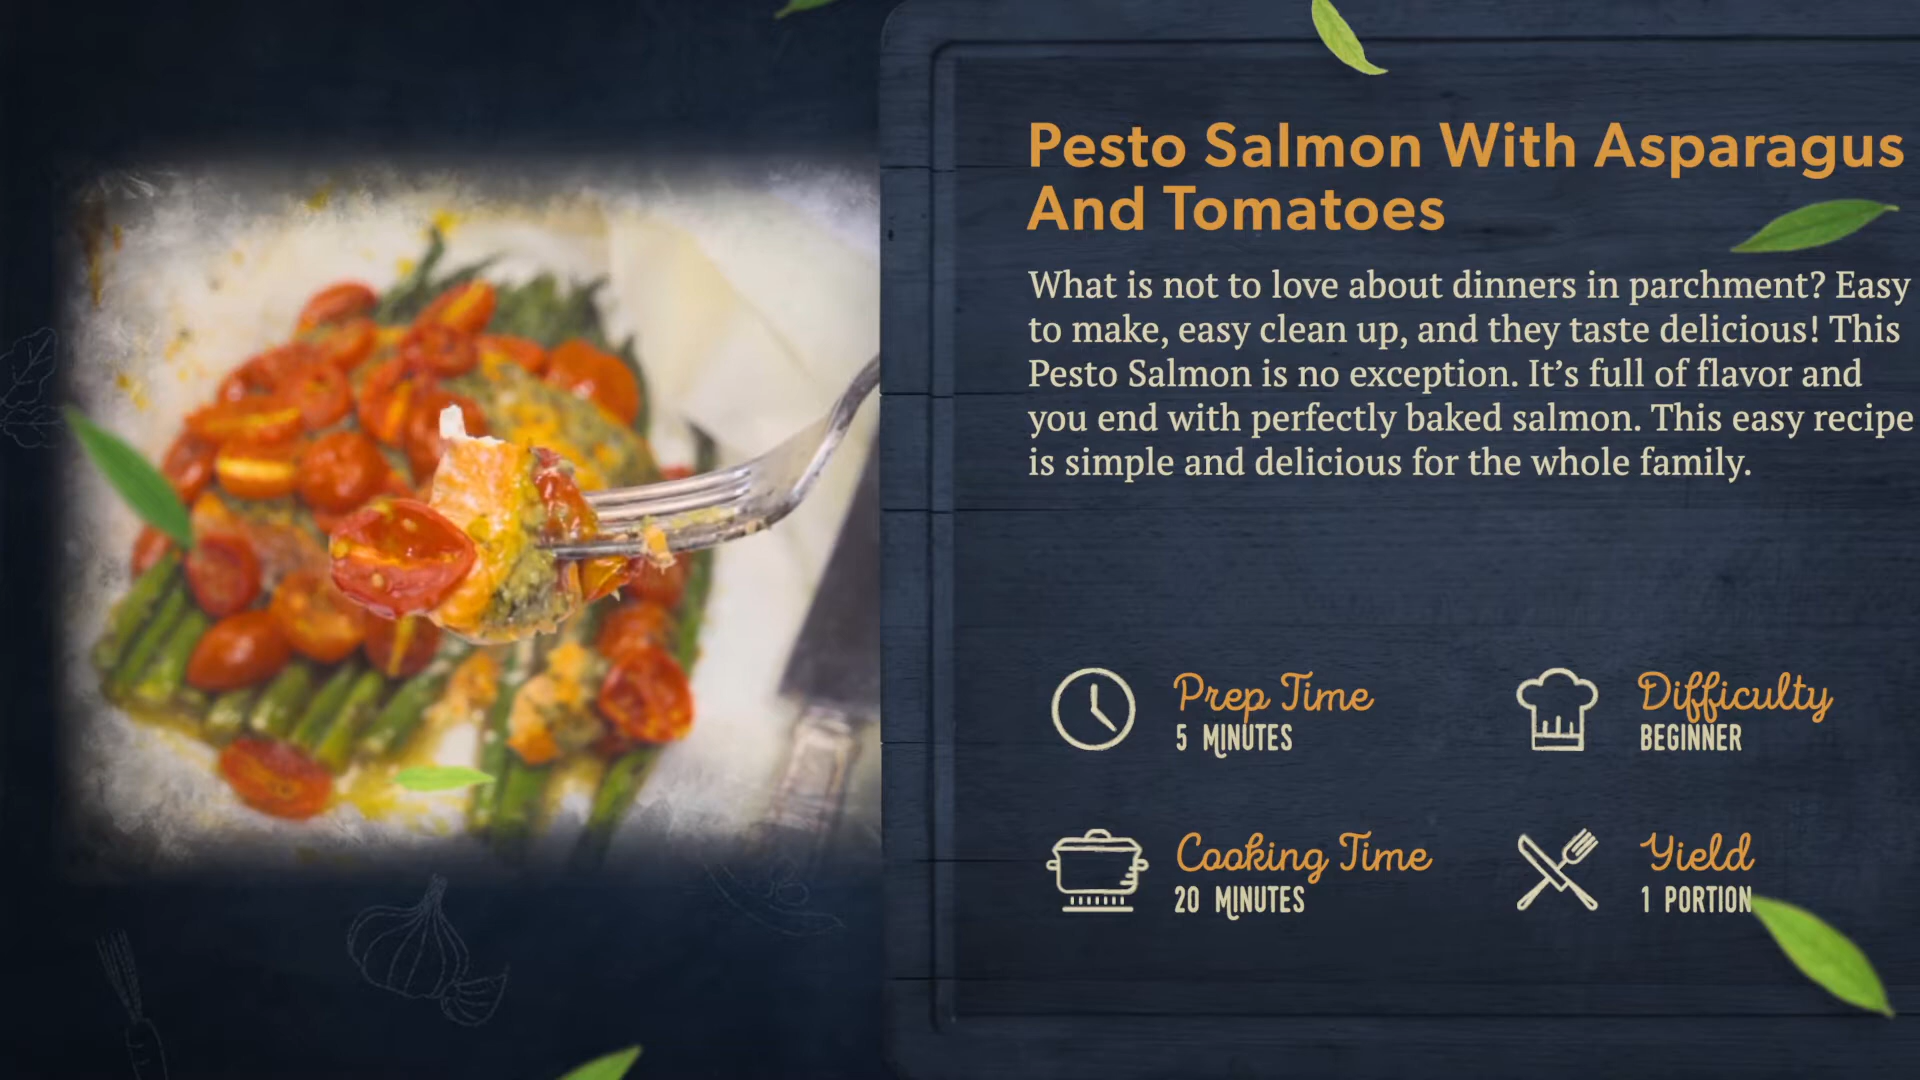 Pesto Salmon With Asparagus
And Tomatoes
What is not to love about dinners in parchment? Easy
to make, easy clean up, and they taste delicious! This
Pesto Salmon is no exception. It’s full of flavor and
you end with perfectly baked salmon. This easy recipe
is simple and delicious for the whole family.
Prep Time
5 MINUTES
Difficulty
BEGINNER
Cooking Time
20 MINUTES
Yield
1 PORTION